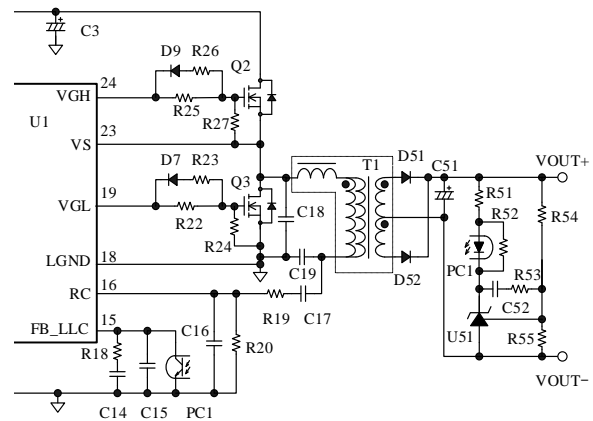 C3
D9 R26
24
Q2
VGH
U1
R25
R27
23
VS
D7 R23
19
Q3
VGL
R22
R24
C18
T1
D51
C51
VOUT+
R51
R52
R54
18
LGND
C19
D52
PC1
R53
16
RC
C52
R19
C17
U51
R55
15
FB_LLC
C16
R20
R18
VOUT−
C14
C15
PC1